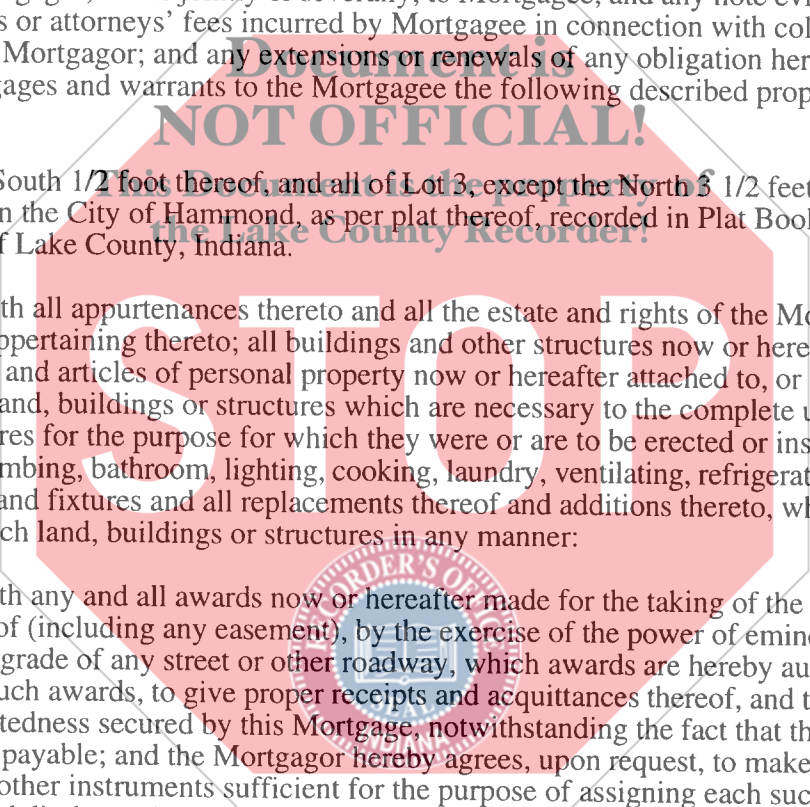 s or attorneys' fees incurred by Mortgagee in connection with col
Mortgagor; and any extensions or renewals of any obligation her
Document is
gages and warrants to the Mortgagee the following described prop
NOT OFFICIAL!
South 1/2 foot thereof, and all of Lot 3, except the North 3 1/2 feet
This Document is the property of
n the City of Hammond, as per plat thereof, recorded in Plat Bool
the Lake County Recorder!
f Lake County, Indiana.
STOP
th all appurtenances thereto and all the estate and rights of the Mo
ppertaining thereto; all buildings and other structures now or here
and articles of personal property now or hereafter attached to, or
and, buildings or structures which are necessary to the complete u
res for the purpose for which they were or are to be erected or ins
mbing, bathroom, lighting, cooking, laundry, ventilating, refrigerat
and fixtures and all replacements thereof and additions thereto, wh
ch land, buildings or structures in any manner:
RECORDER'S OFFICE
th any and all awards now or hereafter made for the taking of the
of (including any easement), by the exercise of the power of emine
grade of any street or other roadway, which awards are hereby au
uch awards, to give proper receipts and acquittances thereof, and t
SEAL
INDIANA
tedness secured by this Mortgage, notwithstanding the fact that th
payable; and the Mortgagor hereby agrees, upon request, to make
other instruments sufficient for the purpose of assigning each suc